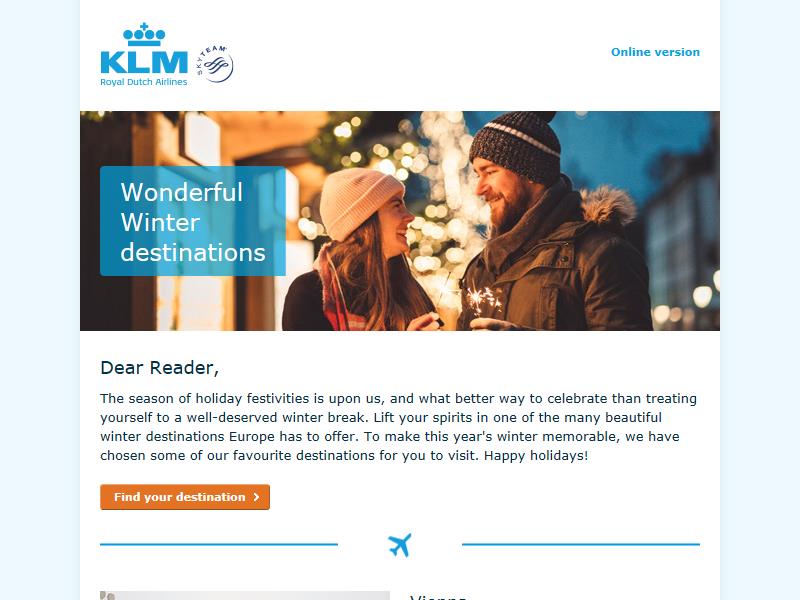 KLM
Royal Dutch Airlines
SKYTEAM
Online version
Wonderful
Winter
destinations
Dear Reader,
The season of holiday festivities is upon us, and what better way to celebrate than treating
yourself to a well-deserved winter break. Lift your spirits in one of the many beautiful
winter destinations Europe has to offer. To make this year's winter memorable, we have
chosen some of our favourite destinations for you to visit. Happy holidays!
Find your destination
Vienna